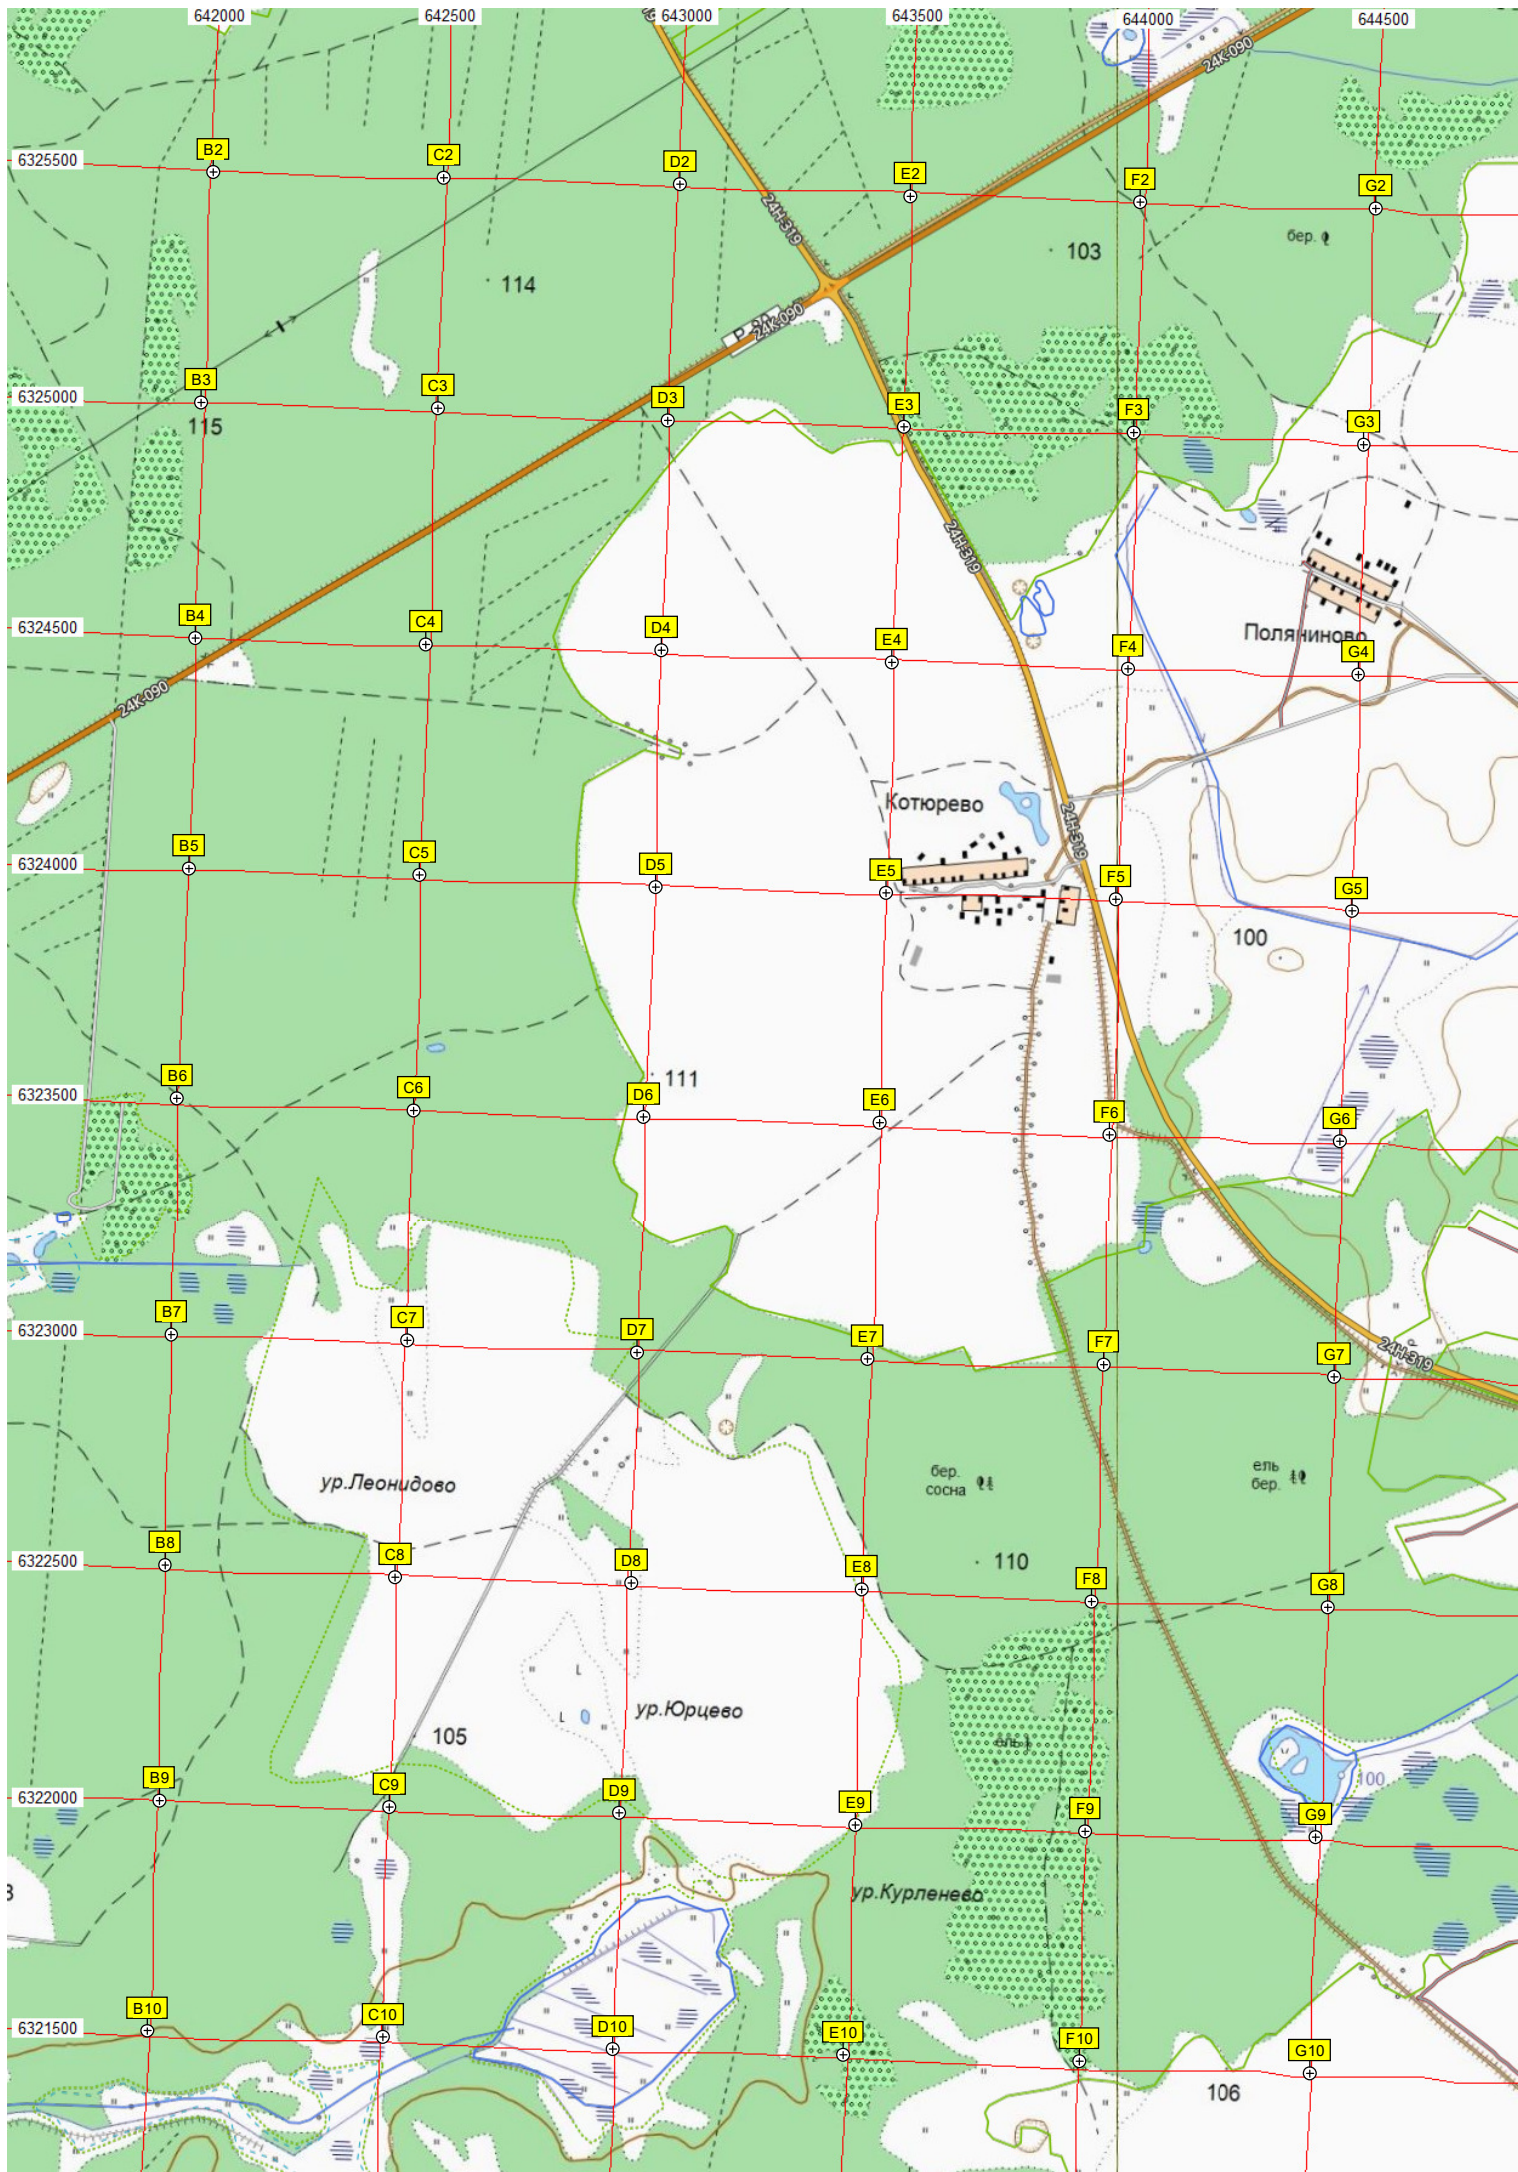 642000 642500 643000 643500 644000 644500
24К-090
B2 C2 D2 E2 F2 G2
6325500
24Н-319
103
бер.
114
24К-090
B3 C3 D3 E3 F3 G3
6325000
115
24Н-319
B4 C4 D4 E4 F4 G4
6324500
Поляниново
24К-090
Котюрево
24Н-319
B5 C5 D5 E5 F5 G5
6324000
100
111
B6 C6 D6 E6 F6 G6
6323500
B7 C7 D7 E7 F7 G7
6323000
24Н-319
ур.Леонидово
бер.
сосна
ель
бер.
B8 C8 D8 E8 F8 G8
6322500
110
L
L
ур.Юрцево
105
ель
100
B9 C9 D9 E9 F9 G9
6322000
ур.Курленево
B10 C10 D10 E10 F10 G10
6321500
106